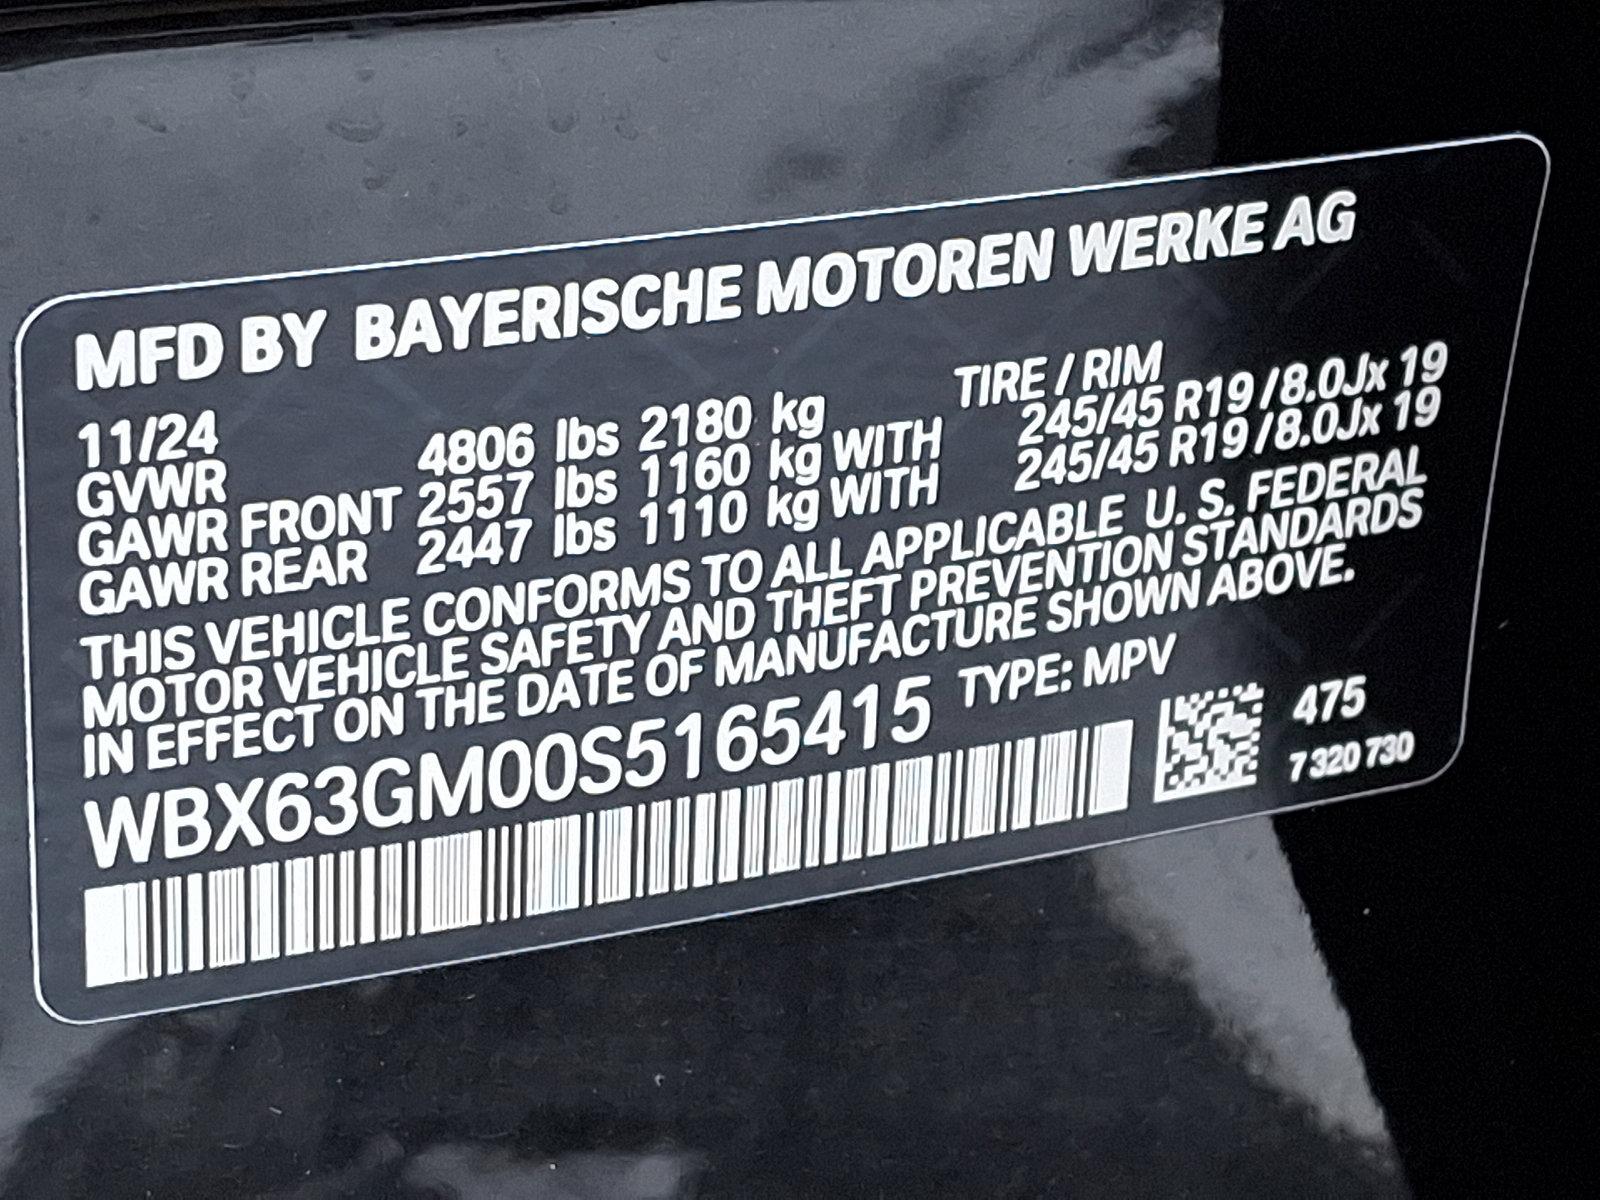 MFD BY BAYERISCHE MOTOREN WERKE AG
11/24 TIRE / RIM
GVWR 4806 lbs 2180 kg
GAWR FRONT 2557 lbs 1160 kg WITH 245/45 R19 /8.0Jx 19
GAWR REAR 2447 lbs 1110 kg WITH 245/45 R19 /8.0Jx 19
THIS VEHICLE CONFORMS TO ALL APPLICABLE U. S. FEDERAL
MOTOR VEHICLE SAFETY AND THEFT PREVENTION STANDARDS
IN EFFECT ON THE DATE OF MANUFACTURE SHOWN ABOVE.
WBX63GM00S5165415 TYPE: MPV
475
7 320 730